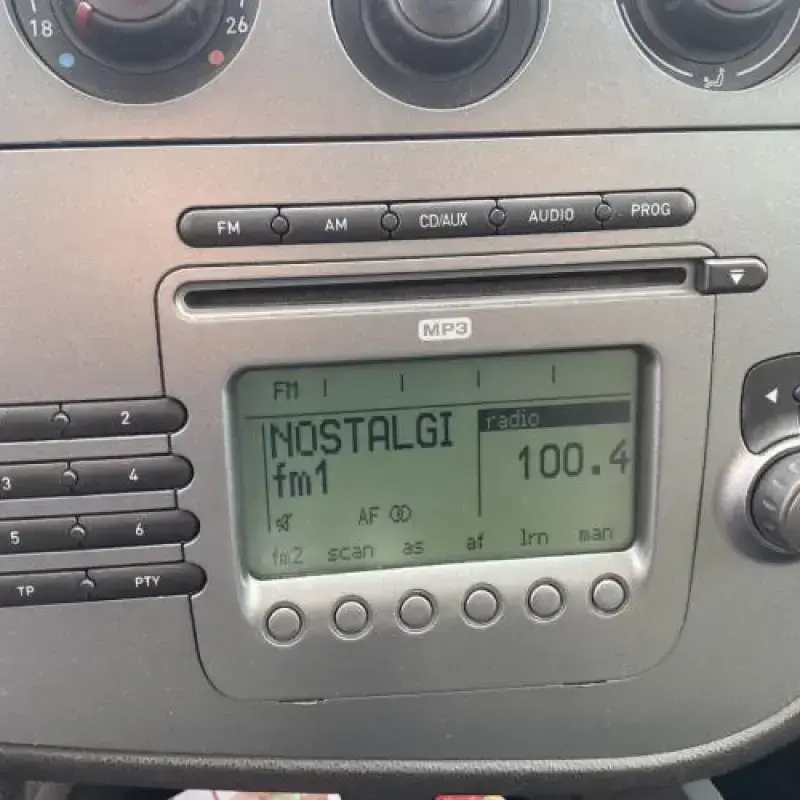 18 26
FM AM CD/AUX AUDIO PROG
MP3
FM
NOSTALGI radio
fm1 100.4
AF
fm2 scan as af lrn man
2
3 4
5 6
TP PTY